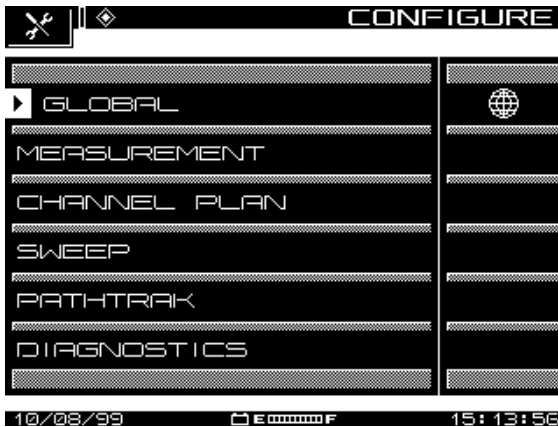 CONFIGURE
GLOBAL
MEASUREMENT
CHANNEL PLAN
SWEEP
PATHTRAK
DIAGNOSTICS
10/08/99 E F 15:13:56